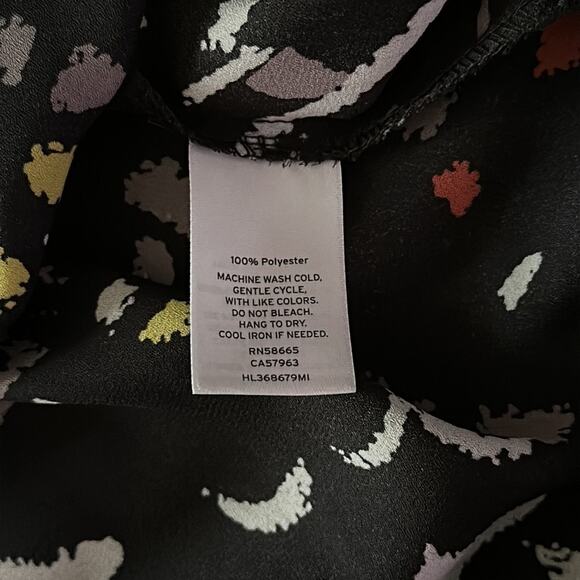 100% Polyester
MACHINE WASH COLD,
GENTLE CYCLE,
WITH LIKE COLORS.
DO NOT BLEACH.
HANG TO DRY.
COOL IRON IF NEEDED.
RN58665
CA57963
HL368679MI